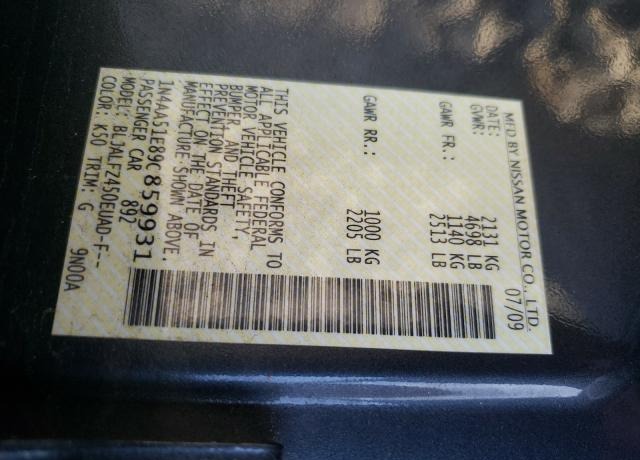 MFD BY NISSAN MOTOR CO., LTD.
DATE: 07/09
GVWR: 2131 KG
4698 LB
GAWR FR.: 1140 KG
2513 LB
GAWR RR.: 1000 KG
2205 LB
THIS VEHICLE CONFORMS TO
ALL APPLICABLE FEDERAL
MOTOR VEHICLE SAFETY,
BUMPER AND THEFT
PREVENTION STANDARDS IN
EFFECT ON THE DATE OF
MANUFACTURE SHOWN ABOVE.
1N4AA51E89C859931
PASSENGER CAR 892
MODEL: BLJALFZ450EUAD-F--
COLOR: K50 TRIM: G 9N00A